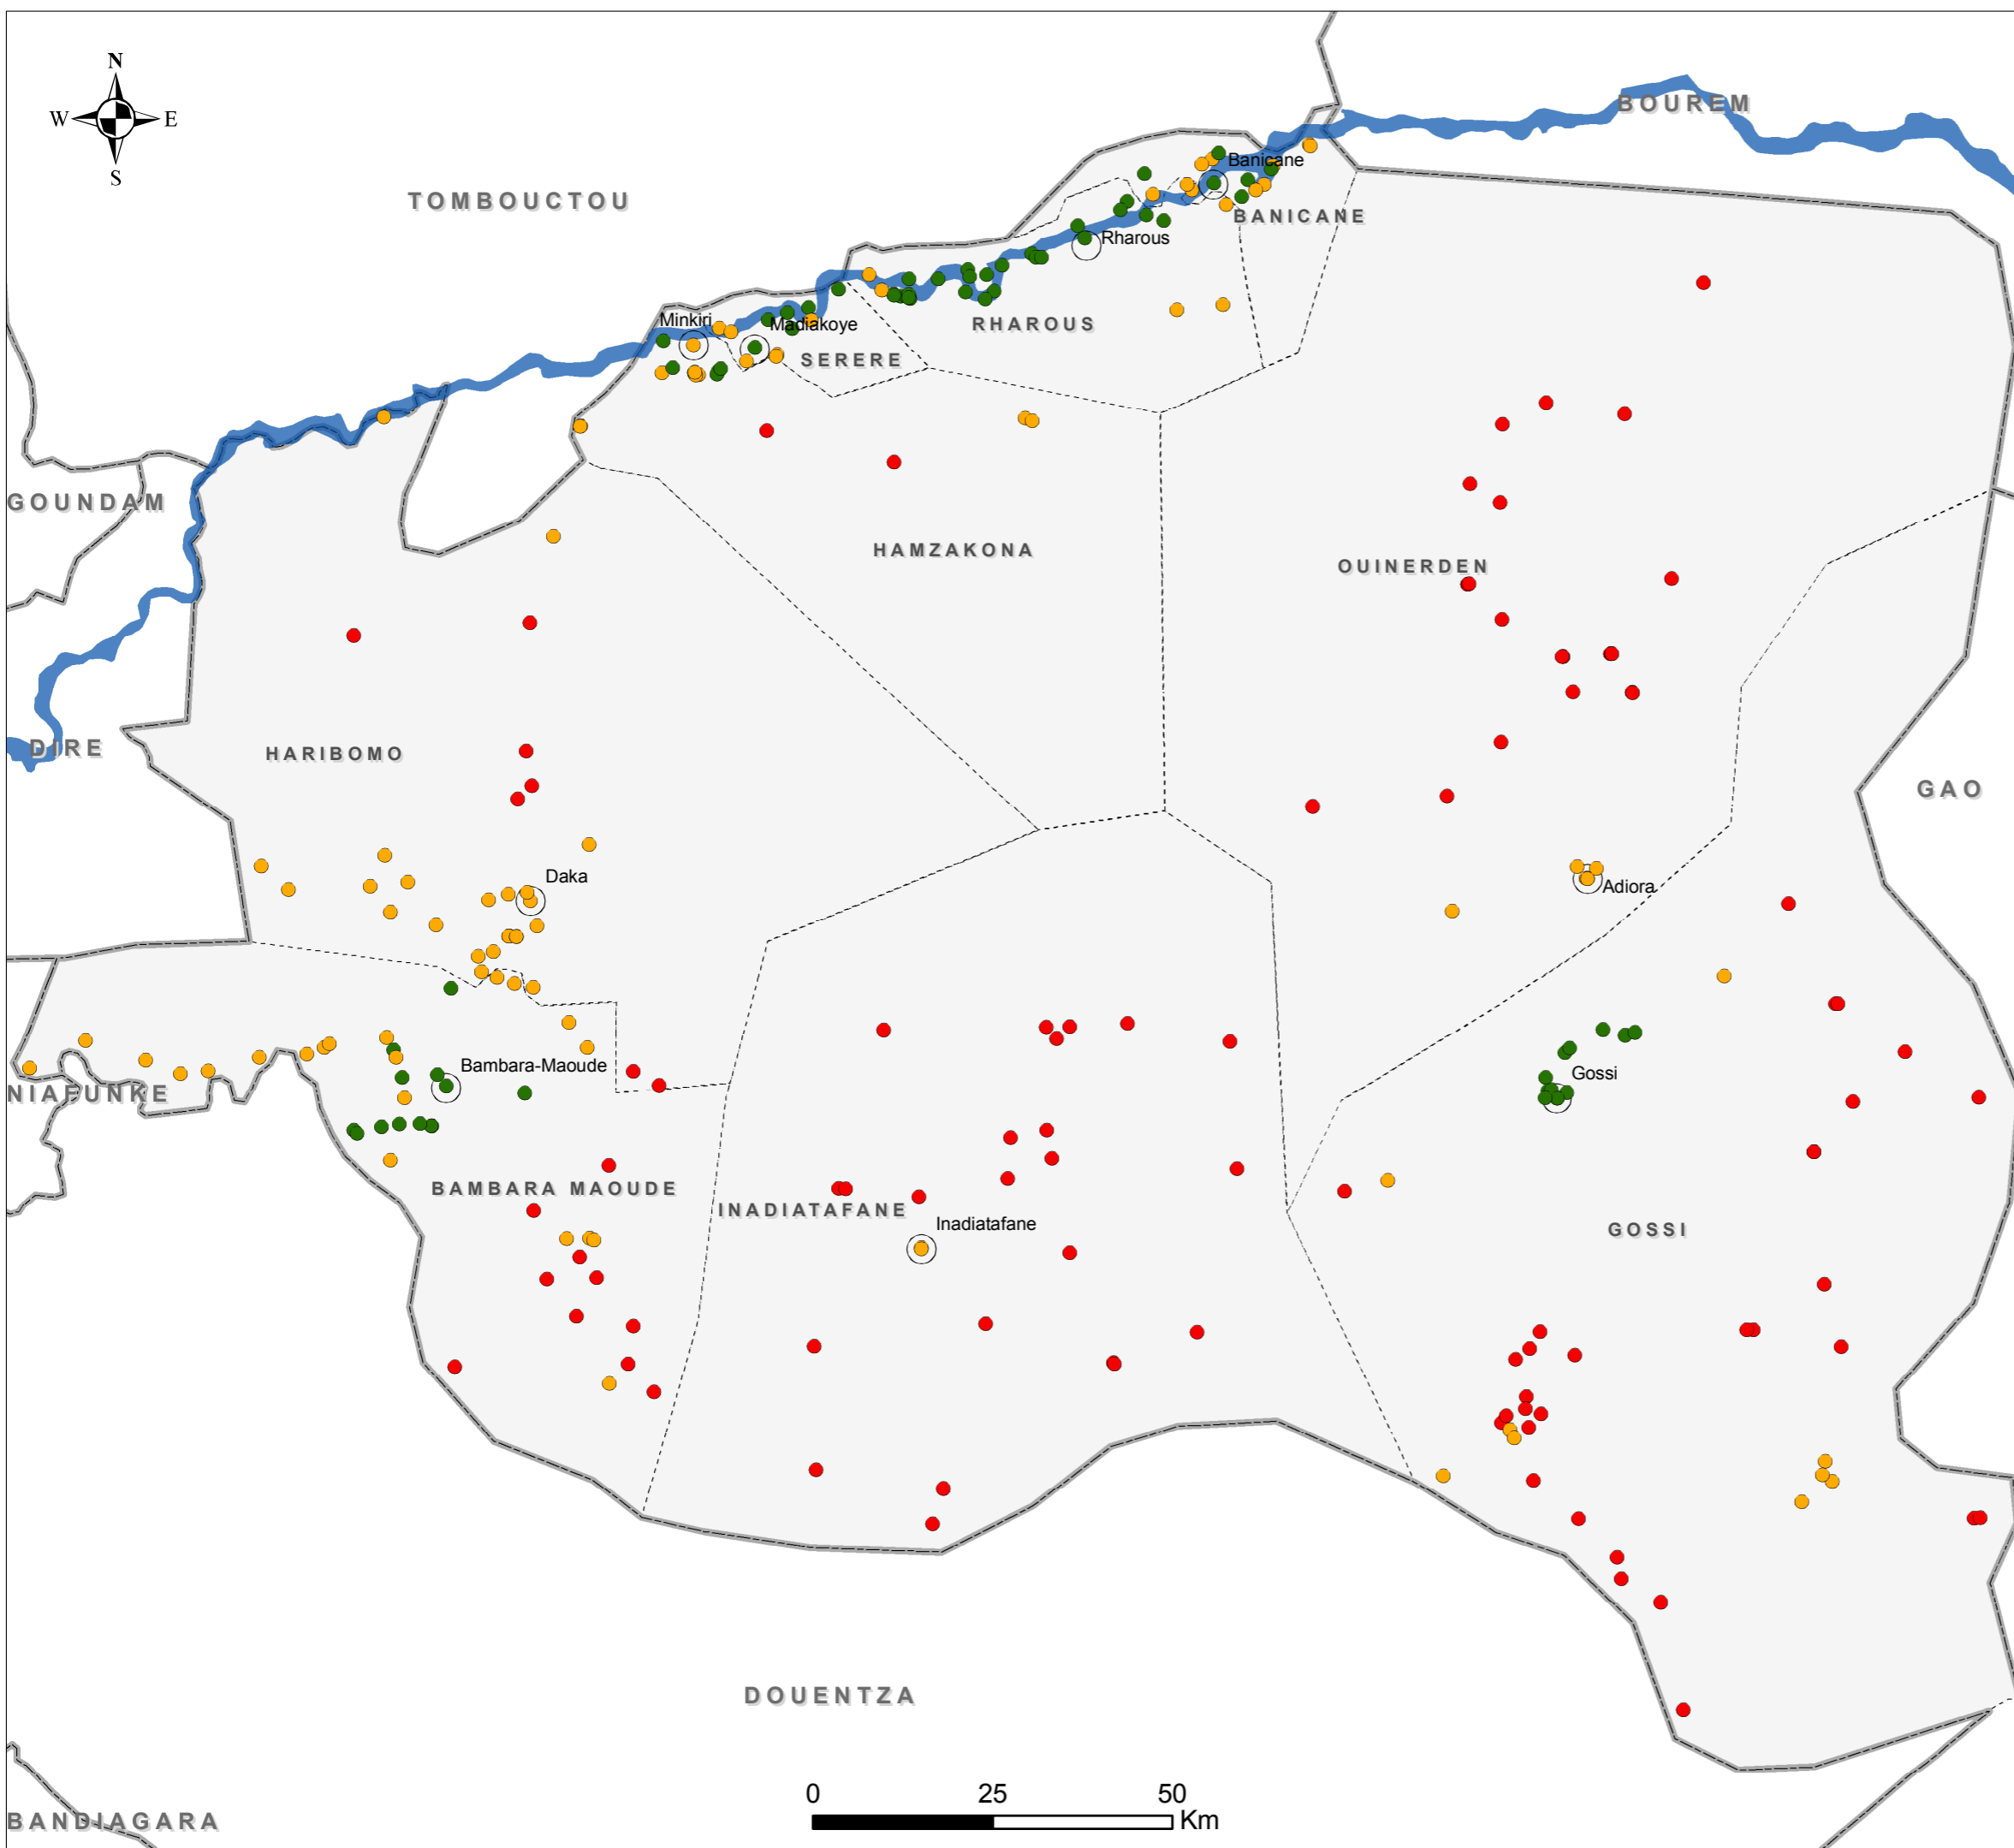 N
W E
S
BOUREM
TOMBOUCTOU
Banicane
BANICANE
Rharous
Minkiri
Madiakoye
RHAROUS
SERERE
GOUNDAM
HAMZAKONA
OUINERDEN
DIRE
HARIBOMO
GAO
Daka
Adiora
Bambara-Maoude
Gossi
NIAFUNKE
BAMBARA MAOUDE
INADIATAFANE
Inadiatafane
GOSSI
DOUENTZA
0 25 50
Km
BANDIAGARA